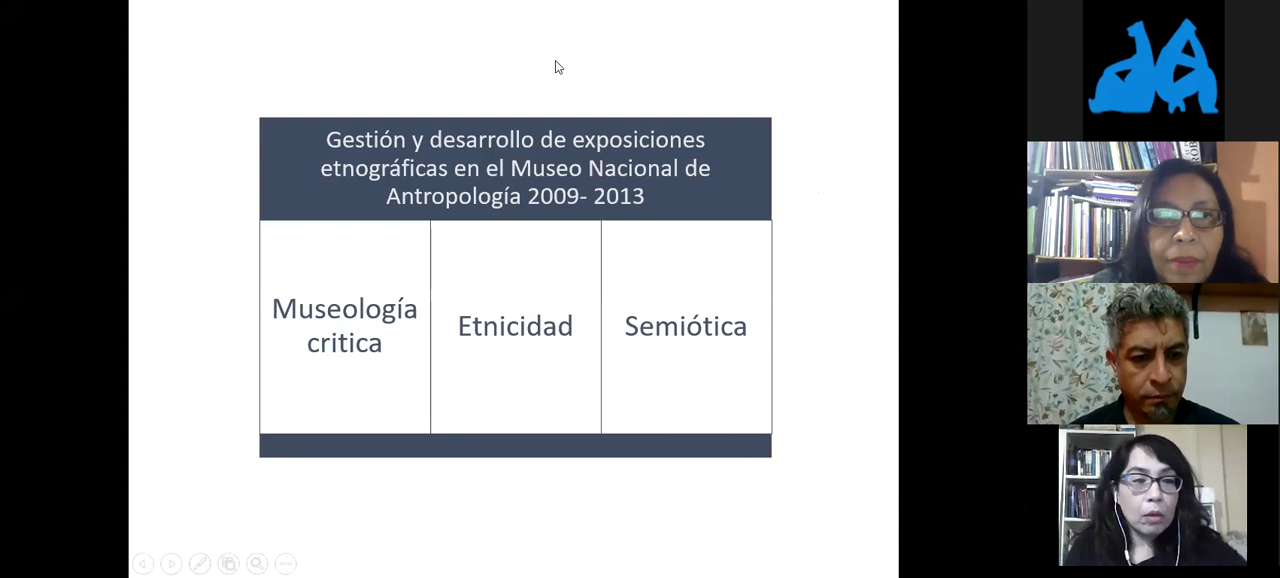 Gestión y desarrollo de exposiciones
etnográficas en el Museo Nacional de
Antropología 2009- 2013
Museología
critica
Etnicidad
Semiótica